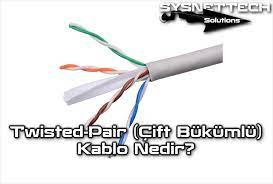 SYSNETTECH
Solutions
Twisted-Pair (Çift Bükümlü)
Kablo Nedir?